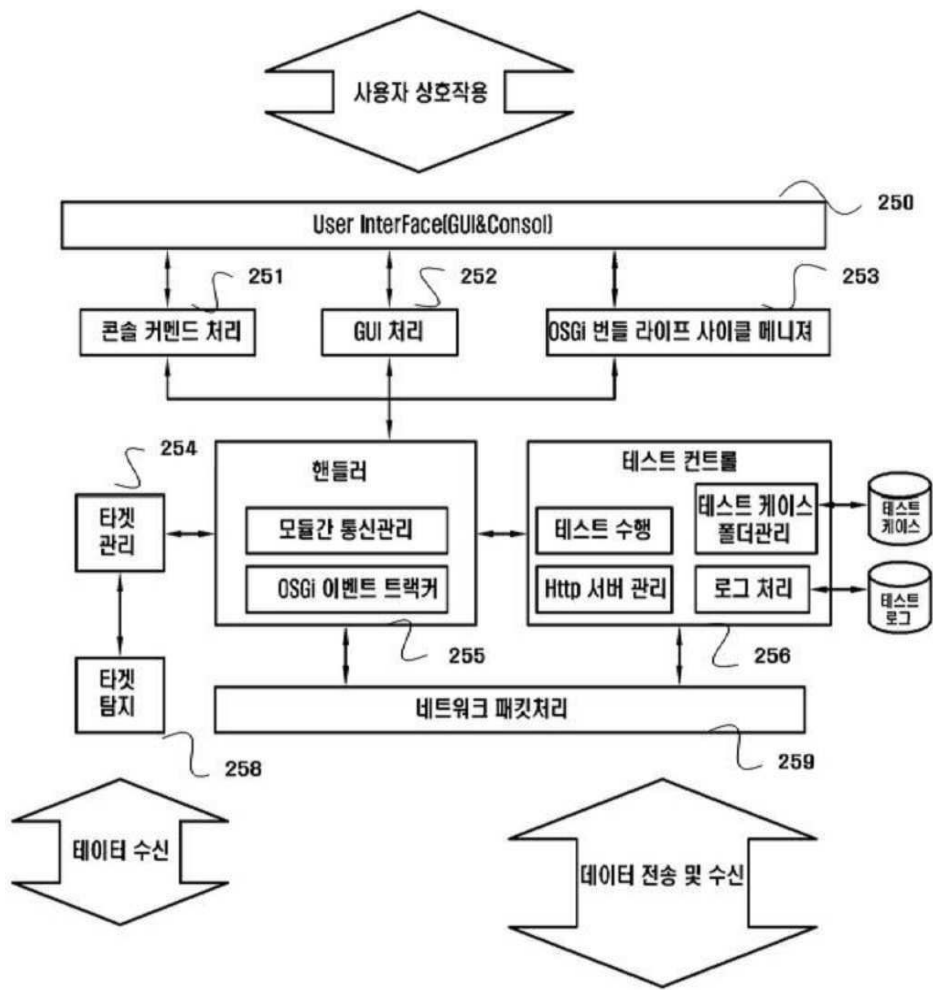 사용자 상호작용
250
User InterFace(GUI&Consol)
251
252
253
콘솔 커멘드 처리
GUI 처리
OSGi 번들 라이프 사이클 메니져
254
핸들러
테스트 컨트롤
타겟
관리
모듈간 통신관리
테스트 수행
테스트 케이스
폴더관리
테스트
케이스
OSGi 이벤트 트랙커
Http 서버 관리
로그 처리
테스트
로그
255
256
타겟
탐지
네트워크 패킷처리
258
259
데이터 수신
데이터 전송 및 수신